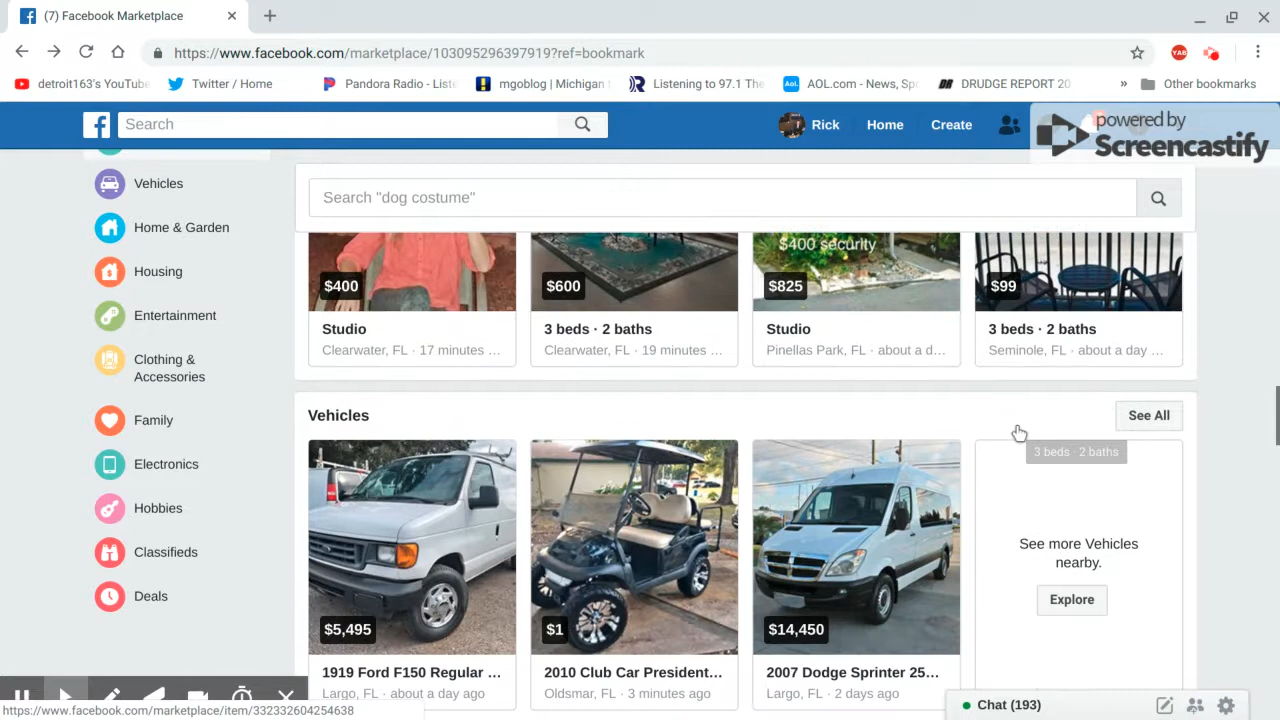 (7) Facebook Marketplace
https://www.facebook.com/marketplace/103095296397919?ref=bookmark
YAB
detroit163's YouTube
Twitter / Home
Pandora Radio - Liste
mgoblog | Michigan
Listening to 97.1 The
Aol.
AOL.com - News, Spo
DRUDGE REPORT 20
»
Other bookmarks
Search
Rick
Home
Create
powered by
Screencastify
Vehicles
Home & Garden
Housing
Entertainment
Clothing &
Accessories
Family
Electronics
Hobbies
Classifieds
Deals
Search "dog costume"
$400 security
$400
$600
$825
$99
Studio
3 beds · 2 baths
Studio
3 beds · 2 baths
Clearwater, FL · 17 minutes ...
Clearwater, FL · 19 minutes ...
Pinellas Park, FL · about a d...
Seminole, FL · about a day ...
Vehicles
See All
3 beds · 2 baths
See more Vehicles
nearby.
Explore
$5,495
$1
$14,450
1919 Ford F150 Regular ...
2010 Club Car President...
2007 Dodge Sprinter 25...
Largo, FL · about a day ago
Oldsmar, FL · 3 minutes ago
Largo, FL · 2 days ago
https://www.facebook.com/marketplace/item/332332604254638
Chat (193)